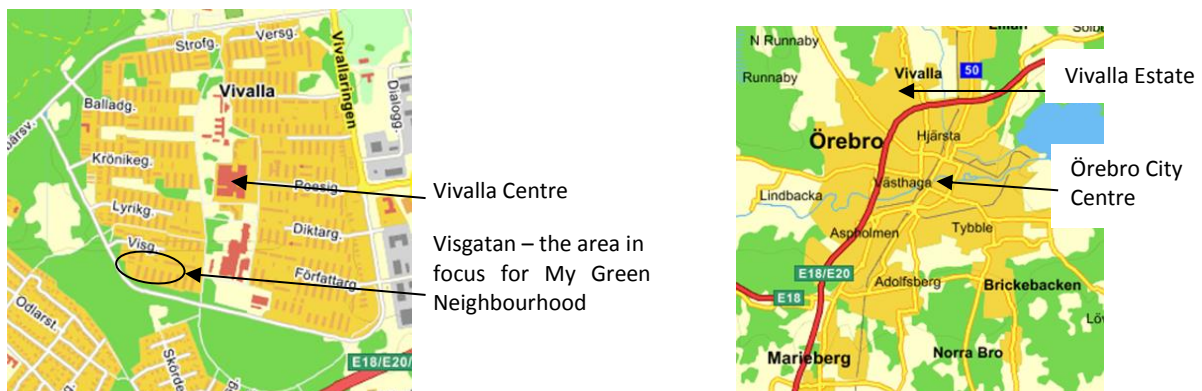 Strofg.
Versg.
Vivallaringen
Vivalla
Dialogg.
Balladg.
Krönikeg.
Poesig.
Lyrikg.
Diktarg.
Visg.
Författarg.
Odlarst.
E18/E20
Vivalla Centre
Visgatan – the area in
focus for My Green
Neighbourhood
N Runnaby
Runnaby
Vivalla
50
Örebro
Hjärsta
Västhaga
Lindbacka
Aspholmen
Tybble
E18/E20
E18
Adolfsberg
Brickebacken
Marieberg
Norra Bro
Vivalla Estate
Örebro City
Centre